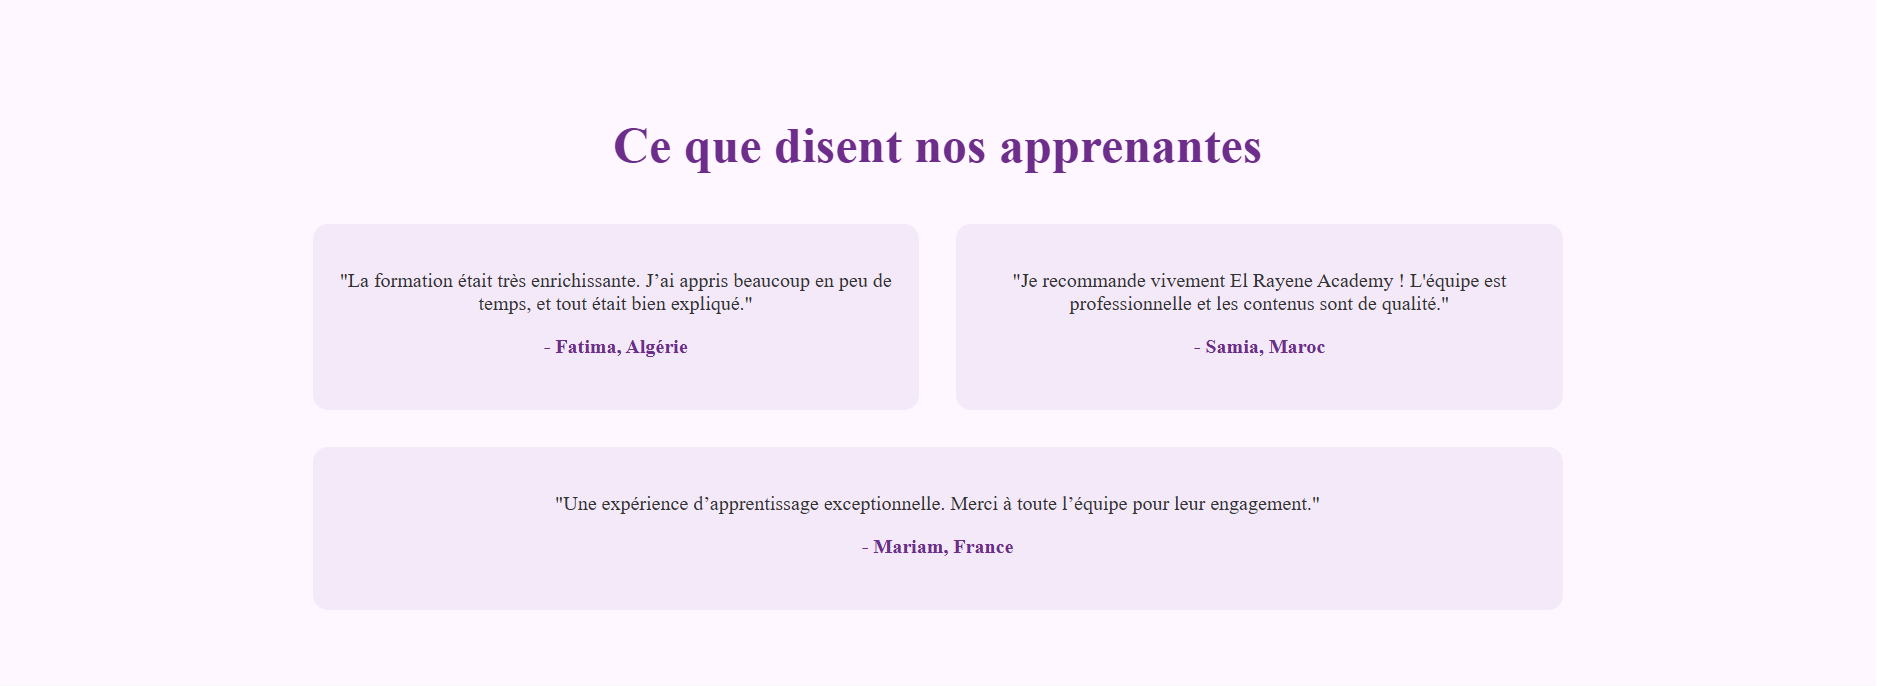 Ce que disent nos apprenantes
"La formation était très enrichissante. J’ai appris beaucoup en peu de
temps, et tout était bien expliqué."
- Fatima, Algérie
"Je recommande vivement El Rayene Academy ! L'équipe est
professionnelle et les contenus sont de qualité."
- Samia, Maroc
"Une expérience d’apprentissage exceptionnelle. Merci à toute l’équipe pour leur engagement."
- Mariam, France